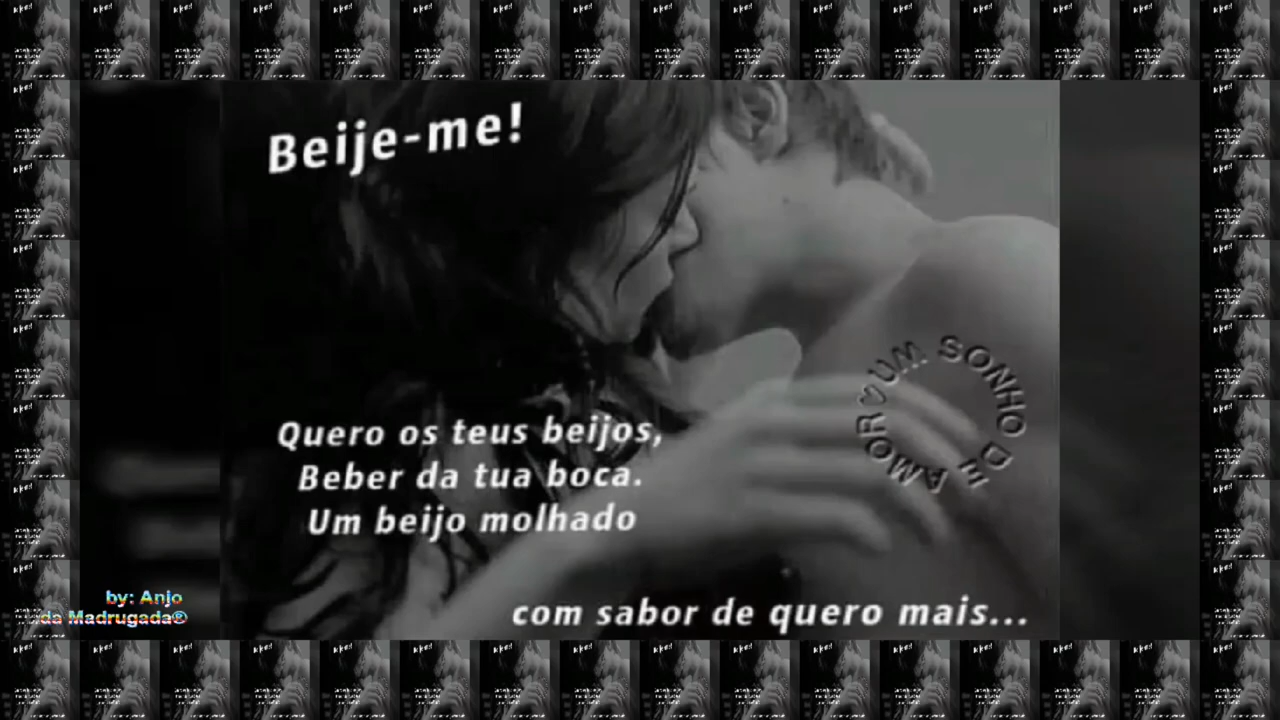 Beije-me!
UM SONHO DE AMOR♡
Quero os teus beijos,
Beber da tua boca.
Um beijo molhado
by: Anjo
da Madrugada®
com sabor de quero mais...